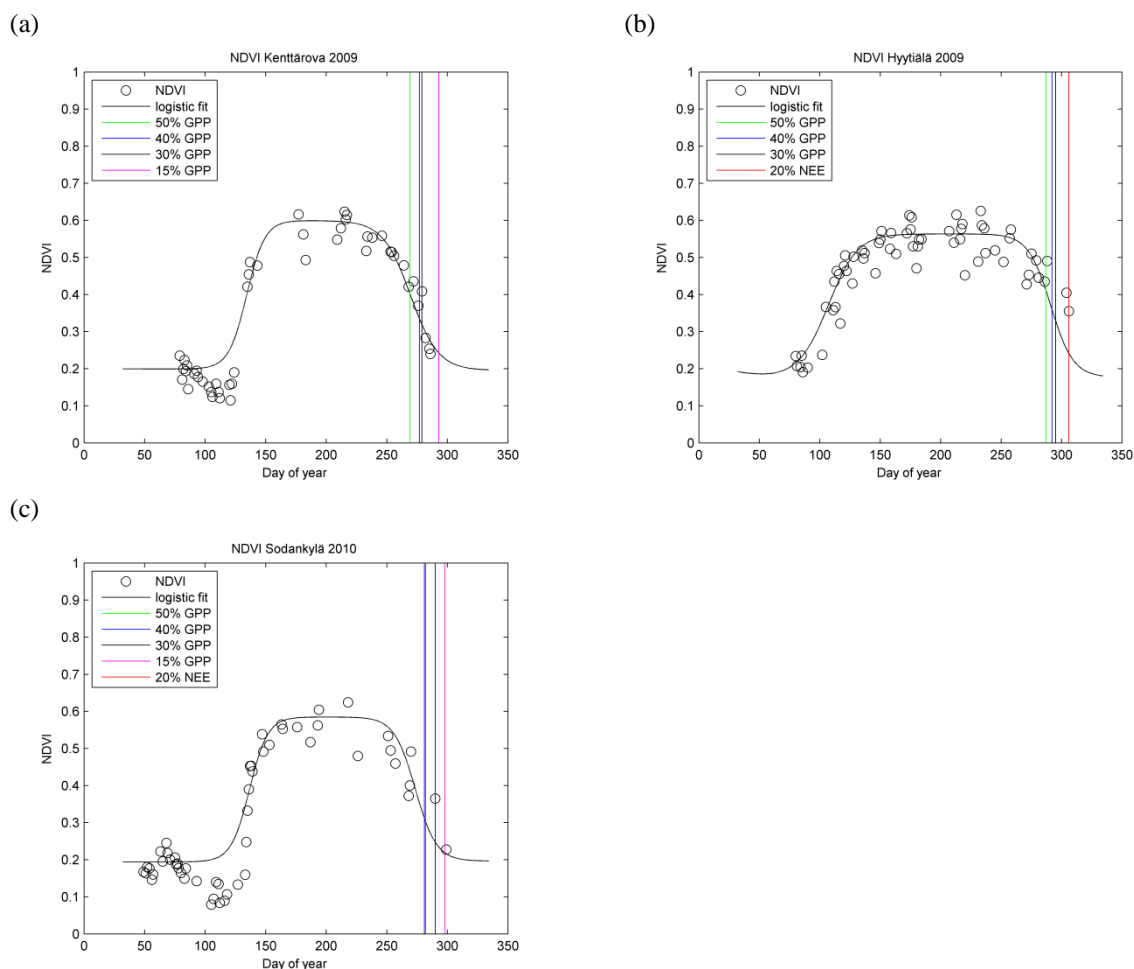 (a)
NDVI Kenttärova 2009
1
0.9
0.8
0.7
0.6
0.5
0.4
0.3
0.2
0.1
0
NDVI
NDVI
logistic fit
50% GPP
40% GPP
30% GPP
15% GPP
0 50 100 150 200 250 300 350
Day of year
(b)
NDVI Hyytiälä 2009
1
0.9
0.8
0.7
0.6
0.5
0.4
0.3
0.2
0.1
0
NDVI
NDVI
logistic fit
50% GPP
40% GPP
30% GPP
20% NEE
0 50 100 150 200 250 300 350
Day of year
(c)
NDVI Sodankylä 2010
1
0.9
0.8
0.7
0.6
0.5
0.4
0.3
0.2
0.1
0
NDVI
NDVI
logistic fit
50% GPP
40% GPP
30% GPP
15% GPP
20% NEE
0 50 100 150 200 250 300 350
Day of year